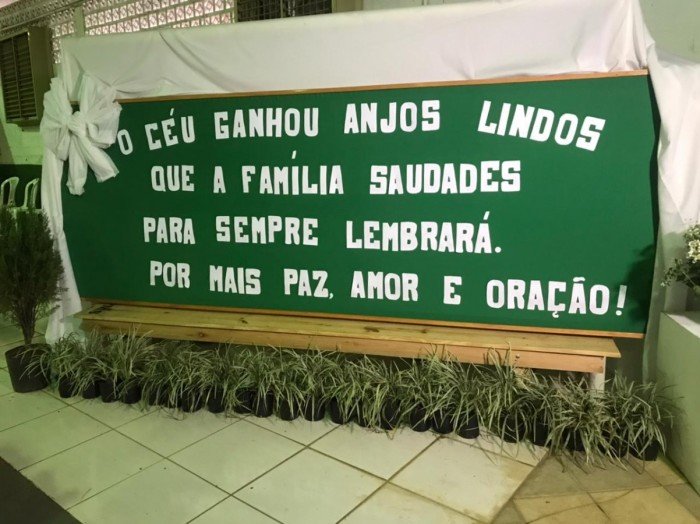 O CÉU GANHOU ANJOS LINDOS
QUE A FAMÍLIA SAUDADES
PARA SEMPRE LEMBRARÁ.
POR MAIS PAZ, AMOR E ORAÇÃO!